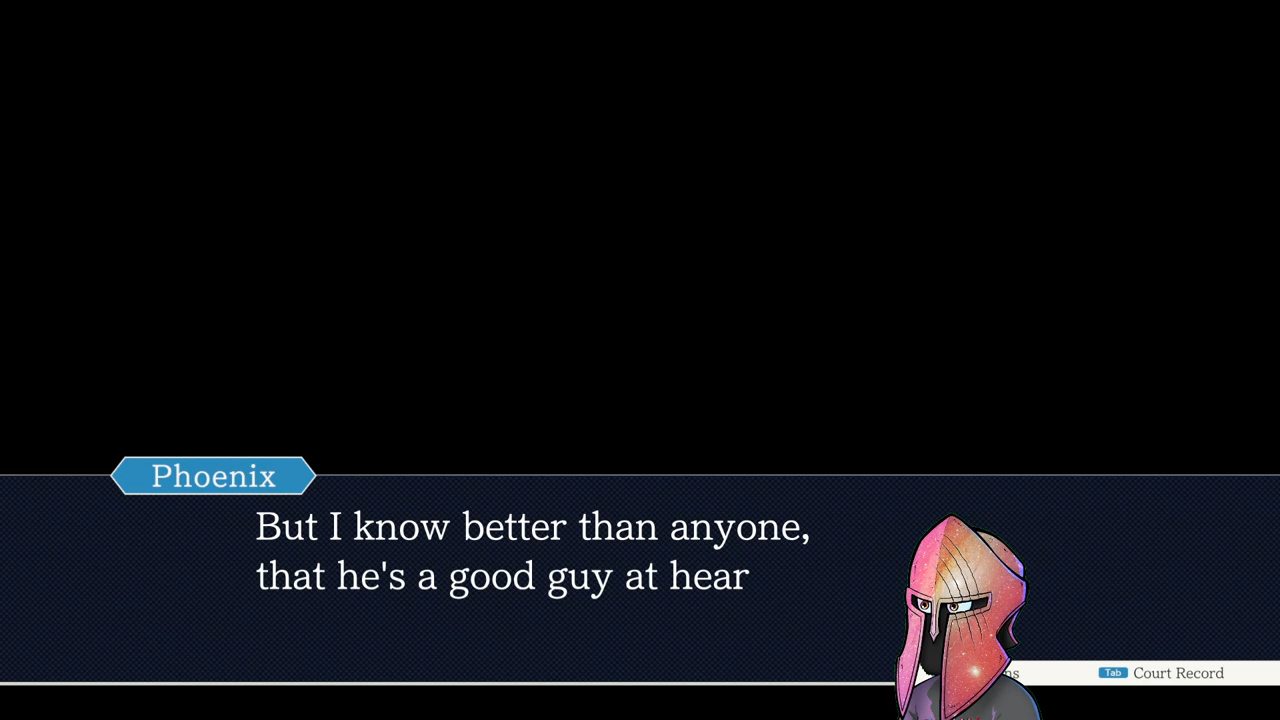 Phoenix
But I know better than anyone,
that he's a good guy at hear
Tab Court Record